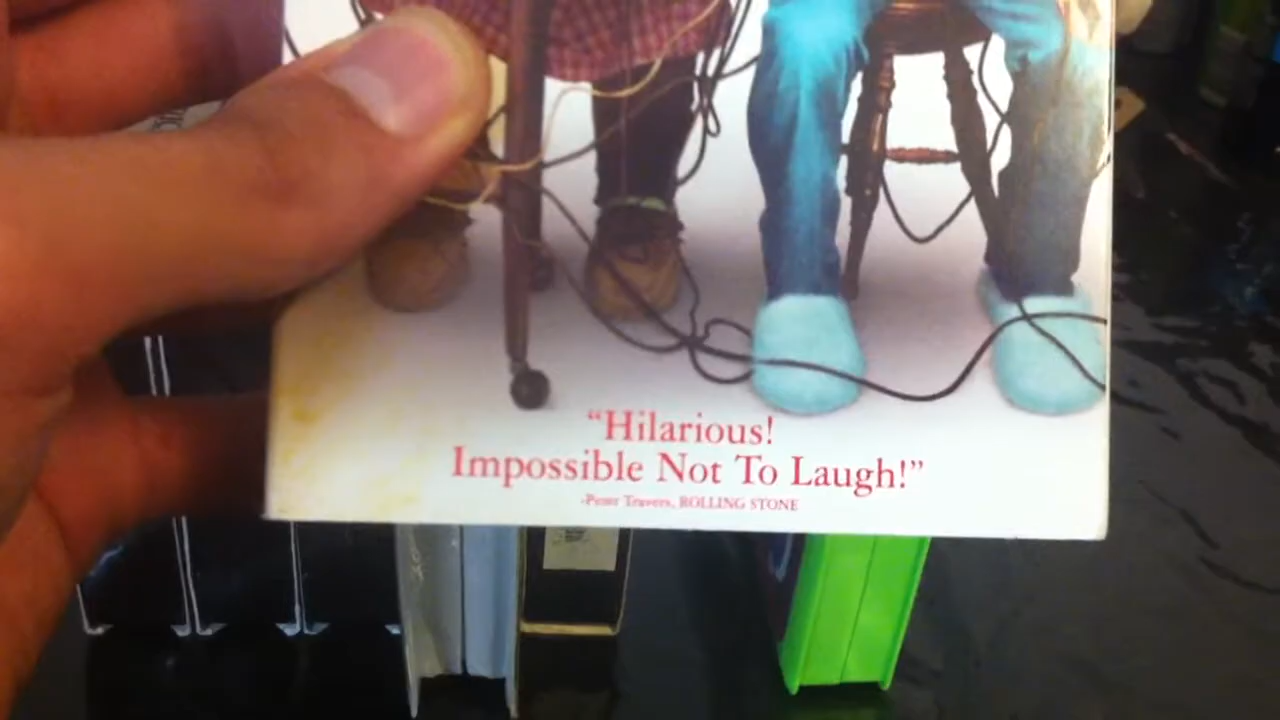 “Hilarious!
Impossible Not To Laugh!”
-Peter Travers, ROLLING STONE